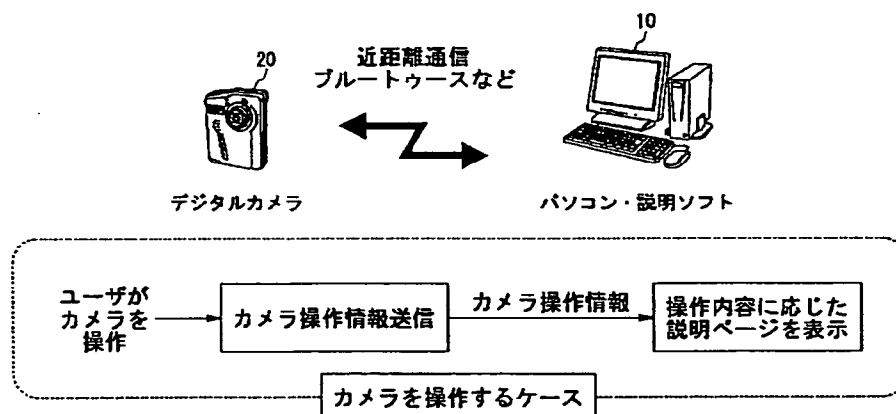 20
近距離通信
ブルートゥースなど
10
デジタルカメラ
パソコン・説明ソフト
ユーザが
カメラを
操作
カメラ操作情報送信
カメラ操作情報
操作内容に応じた
説明ページを表示
カメラを操作するケース